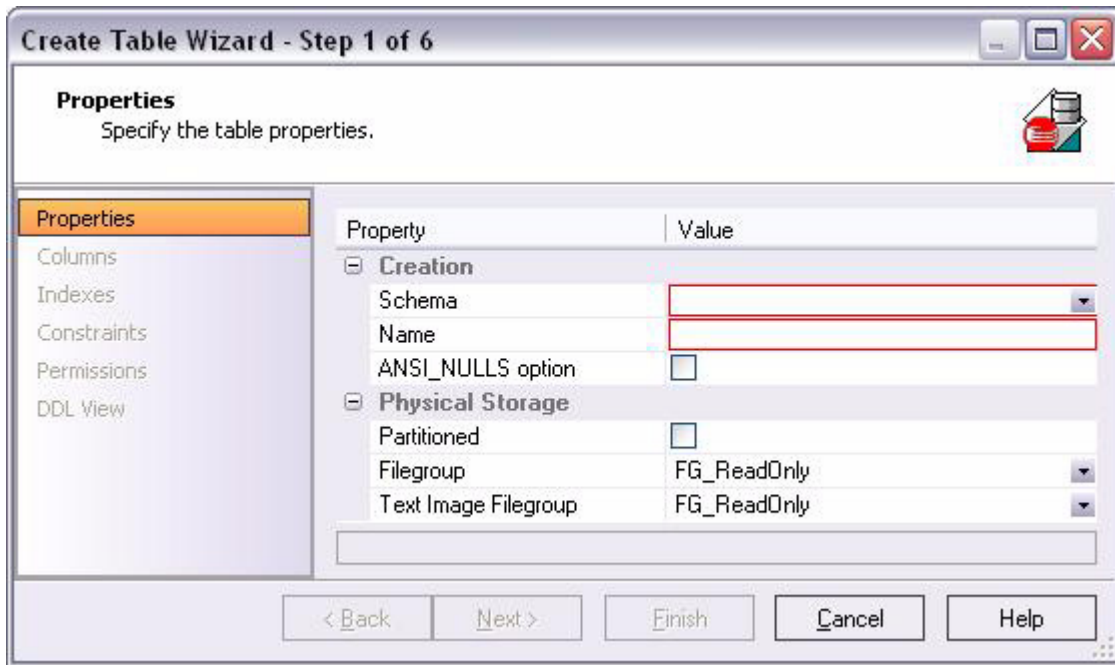 Create Table Wizard - Step 1 of 6
Properties
Specify the table properties.
Properties
Columns
Indexes
Constraints
Permissions
DDL View
Property Value
Creation
Schema
Name
ANSI_NULLS option
Physical Storage
Partitioned
Filegroup FG_ReadOnly
Text Image Filegroup FG_ReadOnly
< Back Next > Finish Cancel Help